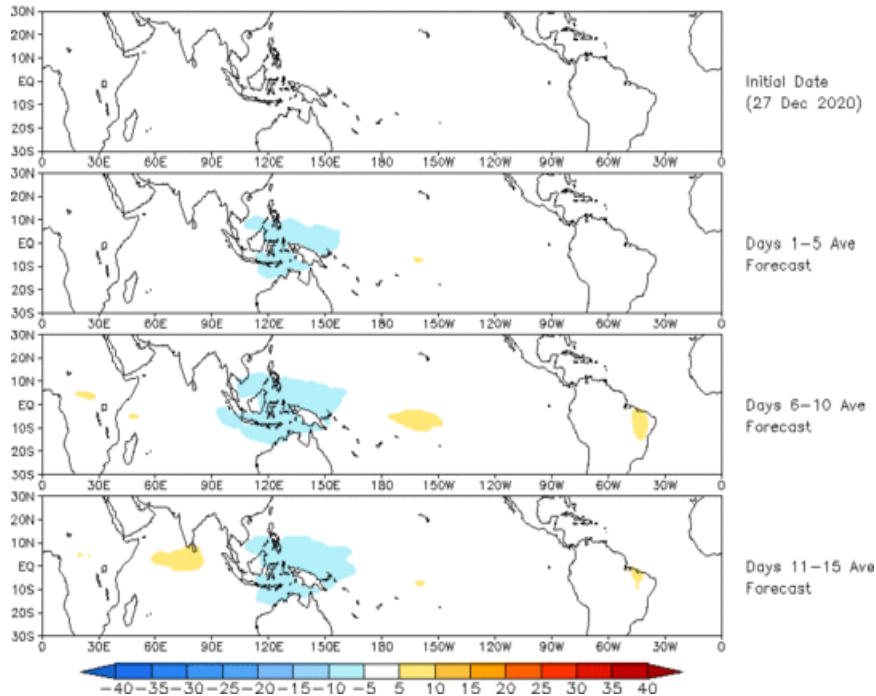 30N
20N
10N
EQ
10S
20S
30S
0 30E 60E 90E 120E 150E 180 150W 120W 90W 60W 30W 0
Initial Date
(27 Dec 2020)
30N
20N
10N
EQ
10S
20S
30S
0 30E 60E 90E 120E 150E 180 150W 120W 90W 60W 30W 0
Days 1-5 Ave
Forecast
30N
20N
10N
EQ
10S
20S
30S
0 30E 60E 90E 120E 150E 180 150W 120W 90W 60W 30W 0
Days 6-10 Ave
Forecast
30N
20N
10N
EQ
10S
20S
30S
0 30E 60E 90E 120E 150E 180 150W 120W 90W 60W 30W 0
Days 11-15 Ave
Forecast
-40 -35 -30 -25 -20 -15 -10 -5 5 10 15 20 25 30 35 40